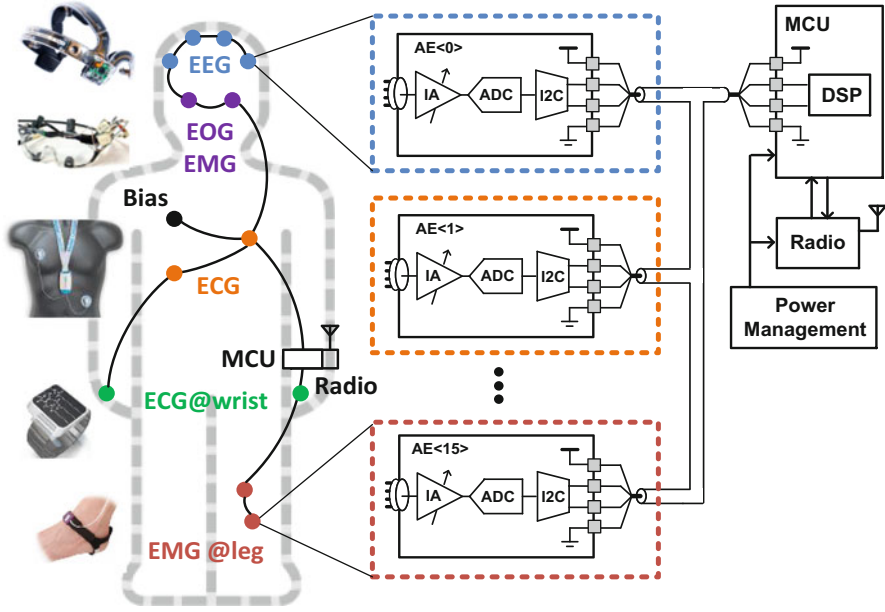 EEG
EOG
EMG
Bias
ECG
MCU
Radio
ECG@wrist
EMG @leg
AE<0>
IA
ADC
I2C
AE<1>
IA
ADC
I2C
AE<15>
IA
ADC
I2C
MCU
DSP
Radio
Power
Management